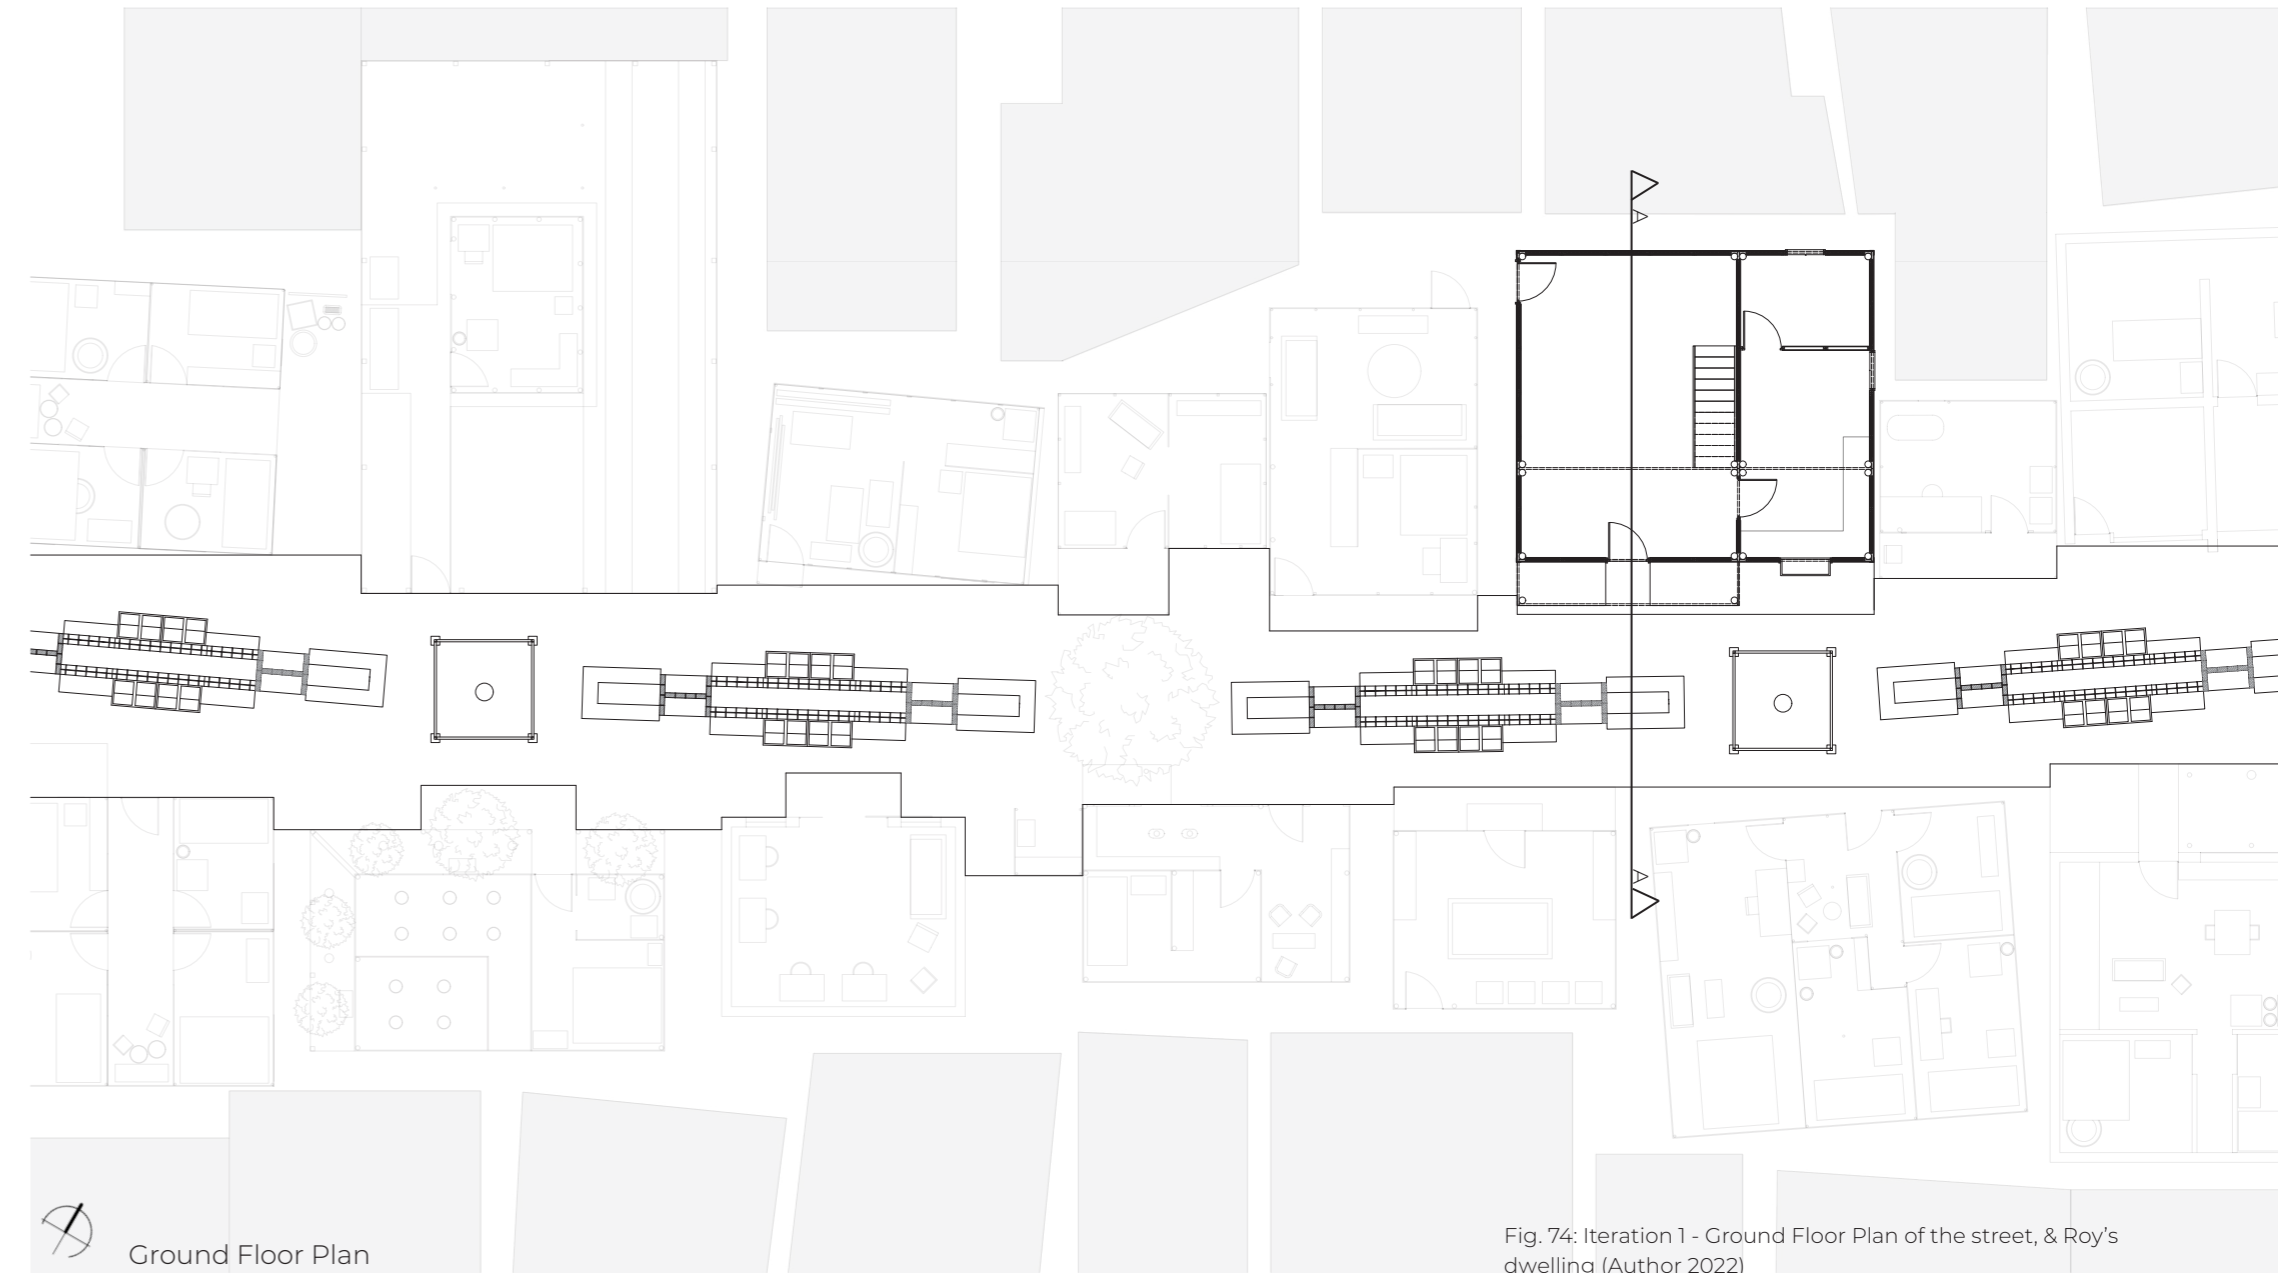 A
A
Ground Floor Plan
Fig. 74: Iteration 1 - Ground Floor Plan of the street, & Roy’s
dwelling (Author 2022)